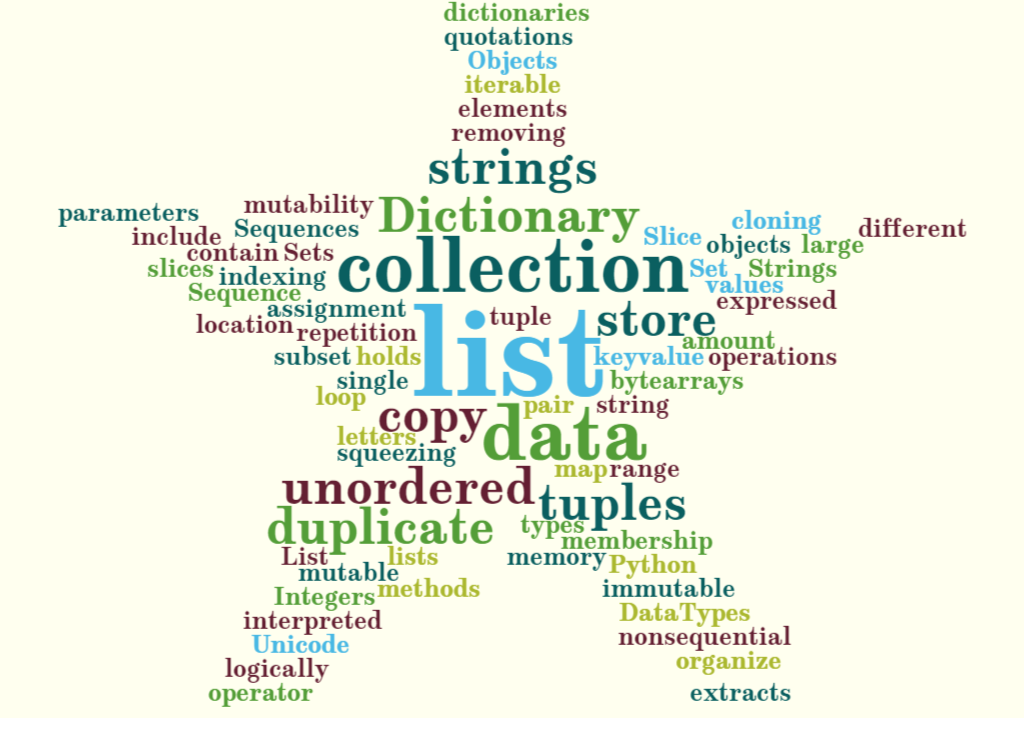 dictionaries
quotations
Objects
iterable
elements
removing
strings
mutability Dictionary
parameters Sequences Slice cloning different
include objects large
contain Sets collection Set Strings
slices indexing values
Sequence expressed
assignment list tuple store
location repetition amount
subset holds keyvalue operations
single bytearrays
loop pair string
copy data
letters
squeezing
map range
unordered tuples
duplicate types
membership
List lists memory Python
mutable
Integers methods immutable
interpreted DataTypes
Unicode nonsequential
logically organize
operator extracts